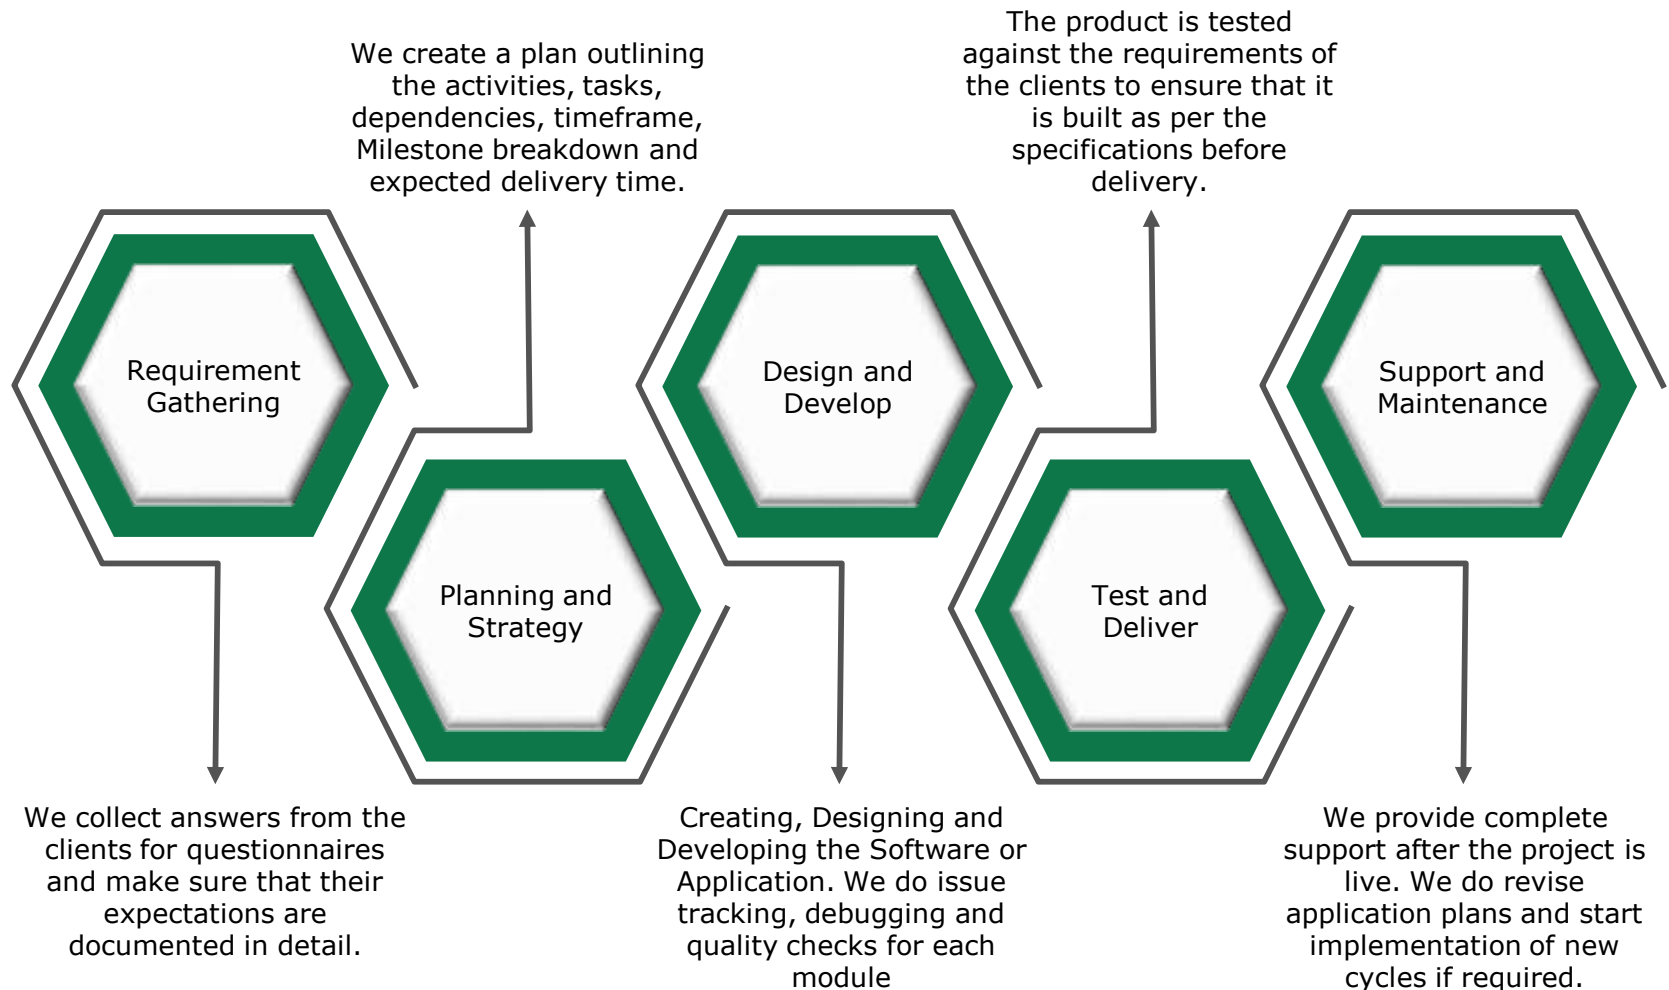 We create a plan outlining
the activities, tasks,
dependencies, timeframe,
Milestone breakdown and
expected delivery time.
The product is tested
against the requirements of
the clients to ensure that it
is built as per the
specifications before
delivery.
Requirement
Gathering
Design and
Develop
Support and
Maintenance
Planning and
Strategy
Test and
Deliver
We collect answers from the
clients for questionnaires
and make sure that their
expectations are
documented in detail.
Creating, Designing and
Developing the Software or
Application. We do issue
tracking, debugging and
quality checks for each
module
We provide complete
support after the project is
live. We do revise
application plans and start
implementation of new
cycles if required.